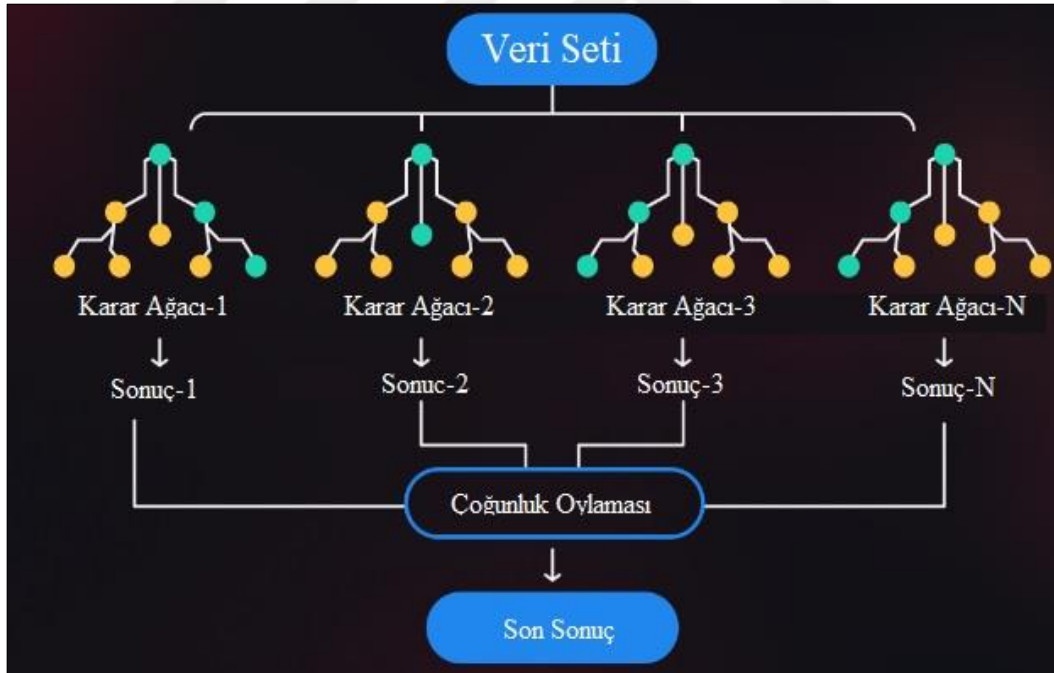 Veri Seti
Karar Ağacı-1 Karar Ağacı-2 Karar Ağacı-3 Karar Ağacı-N
Sonuç-1 Sonuc-2 Sonuç-3 Sonuç-N
Çoğunluk Oylaması
Son Sonuç